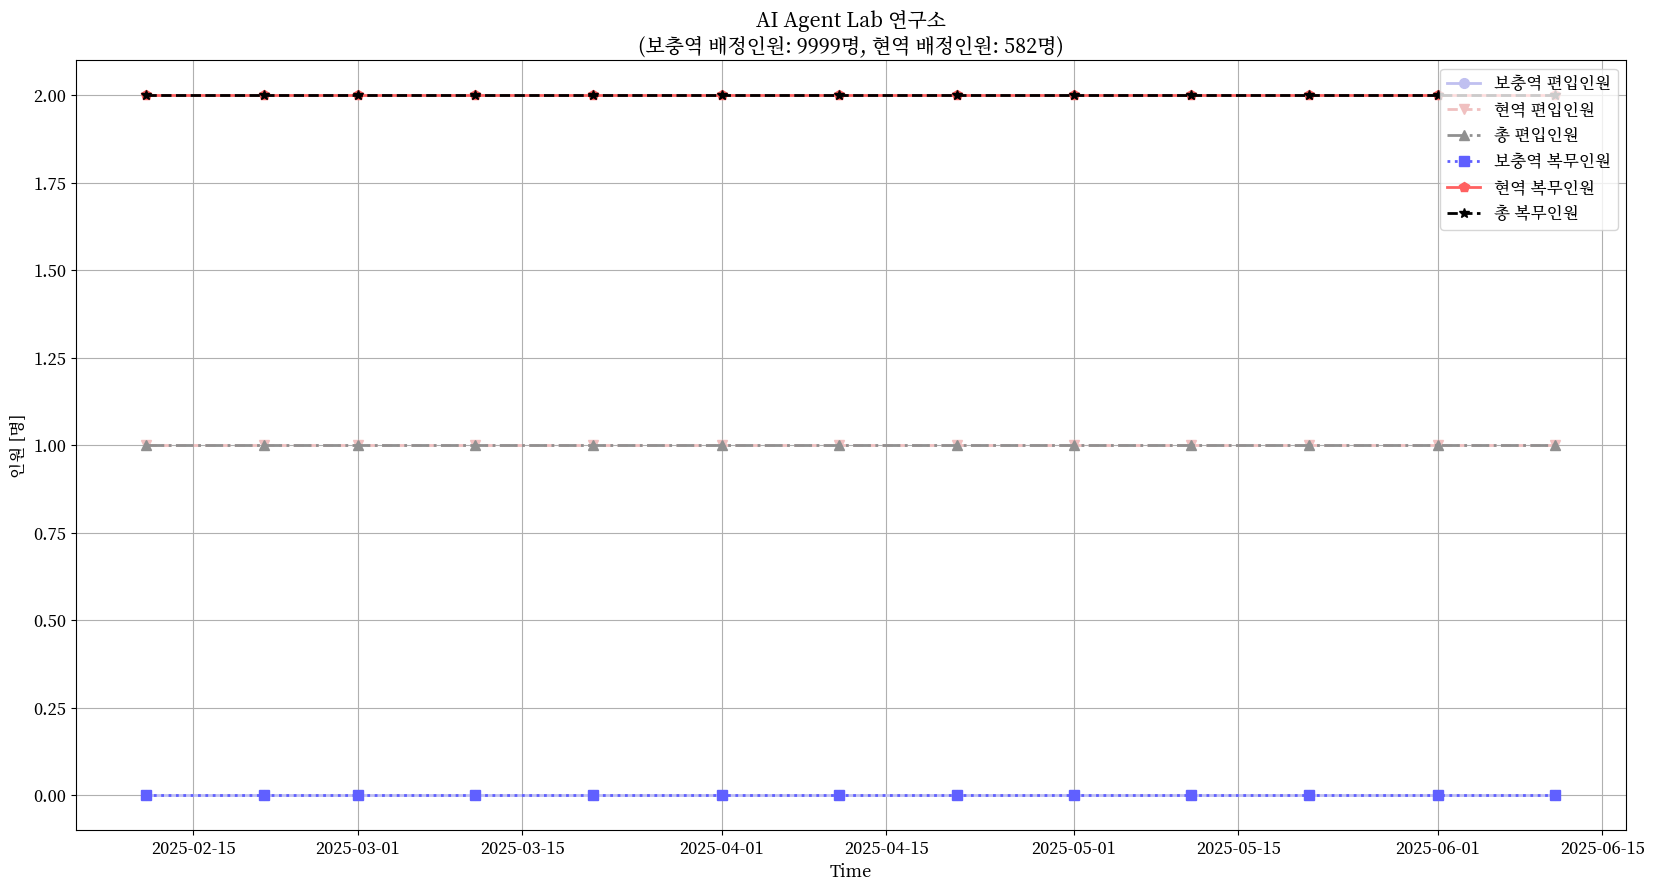 AI Agent Lab 연구소
(보충역 배정인원: 9999명, 현역 배정인원: 582명)
보충역 편입인원
현역 편입인원
총 편입인원
보충역 복무인원
현역 복무인원
총 복무인원
인원 [명]
2.00
1.75
1.50
1.25
1.00
0.75
0.50
0.25
0.00
2025-02-15 2025-03-01 2025-03-15 2025-04-01 2025-04-15 2025-05-01 2025-05-15 2025-06-01 2025-06-15
Time